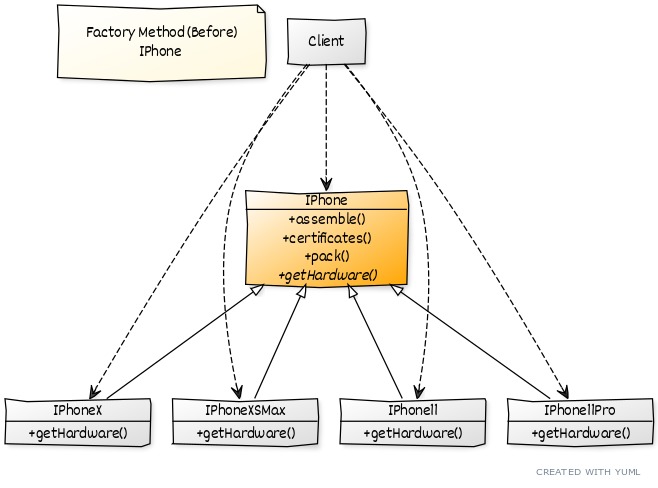 Factory Method (Before)
IPhone
Client
IPhone
+assemble()
+certificates()
+pack()
+getHardware()
IPhoneX
+getHardware()
IPhoneXSMax
+getHardware()
IPhone11
+getHardware()
IPhone11Pro
+getHardware()
CREATED WITH YUML